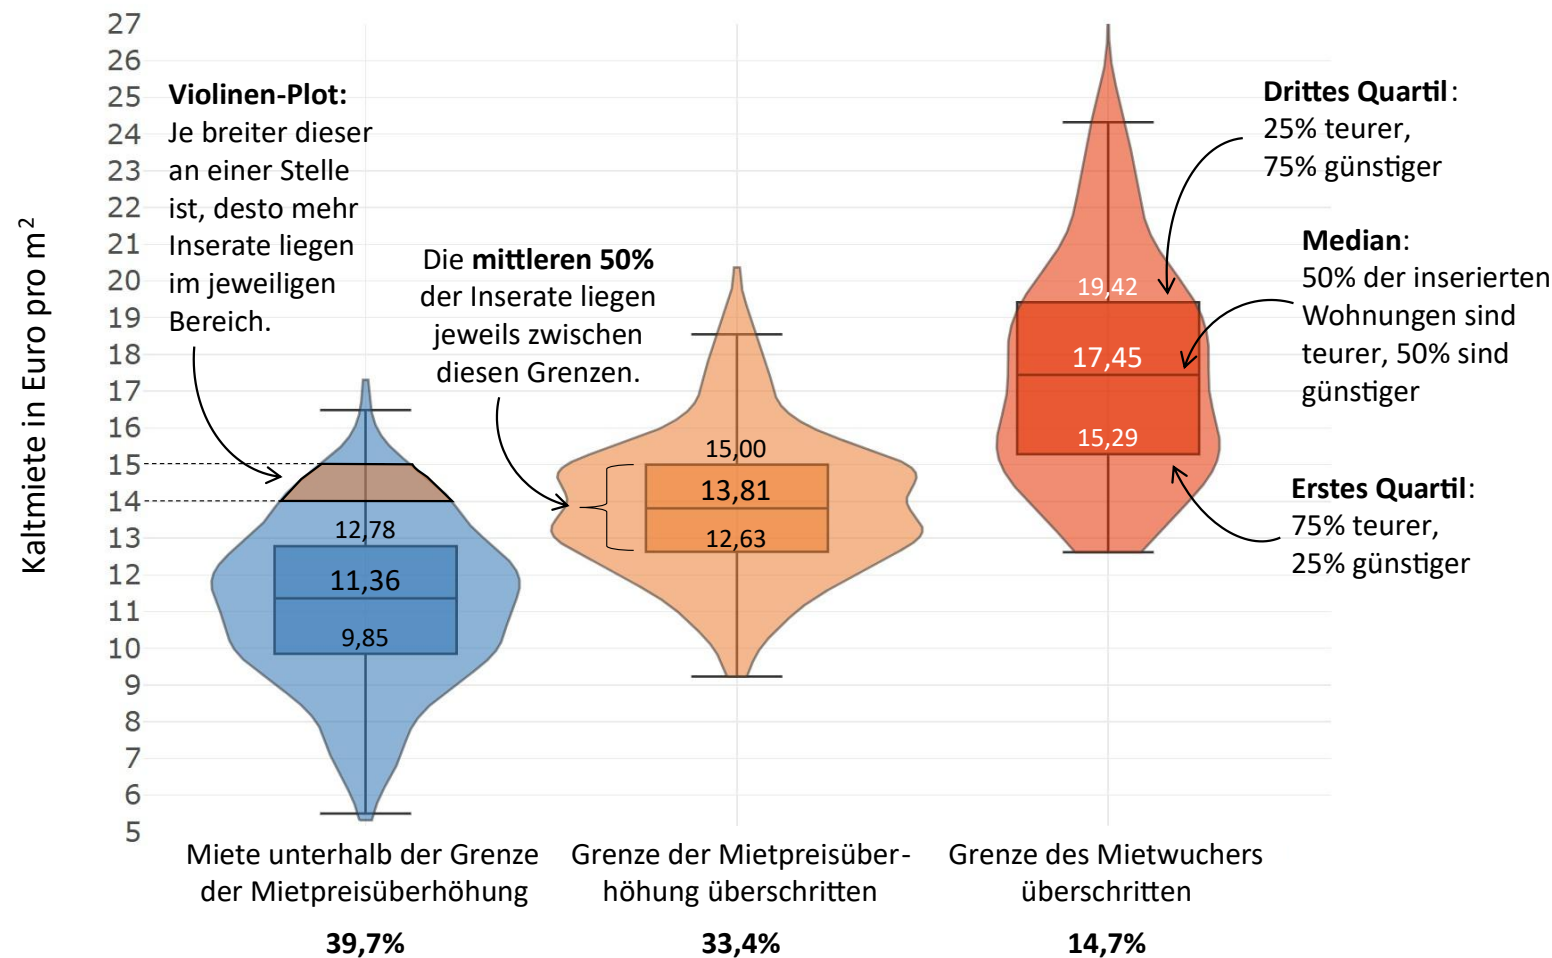 Kaltmiete in Euro pro m²
27
26
25
24
23
22
21
20
19
18
17
16
15
14
13
12
11
10
9
8
7
6
5
Violinen-Plot:
Je breiter dieser
an einer Stelle
ist, desto mehr
Inserate liegen
im jeweiligen
Bereich.
Die mittleren 50%
der Inserate liegen
jeweils zwischen
diesen Grenzen.
Drittes Quartil:
25% teurer,
75% günstiger
Median:
50% der inserierten
Wohnungen sind
teurer, 50% sind
günstiger
Erstes Quartil:
75% teurer,
25% günstiger
12,78
11,36
9,85
15,00
13,81
12,63
19,42
17,45
15,29
Miete unterhalb der Grenze
der Mietpreisüberhöhung
39,7%
Grenze der Mietpreisüber-
höhung überschritten
33,4%
Grenze des Mietwuchers
überschritten
14,7%